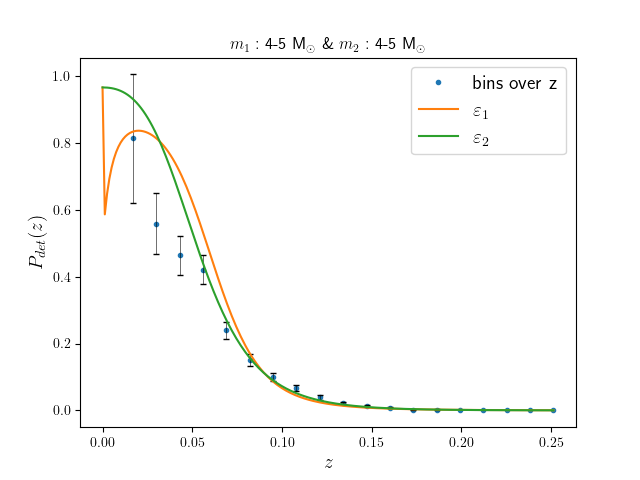 m₁ : 4-5 M⊙ & m₂ : 4-5 M⊙
bins over z
ε₁
ε₂
P_det(z)
1.0
0.8
0.6
0.4
0.2
0.0
0.00 0.05 0.10 0.15 0.20 0.25
z